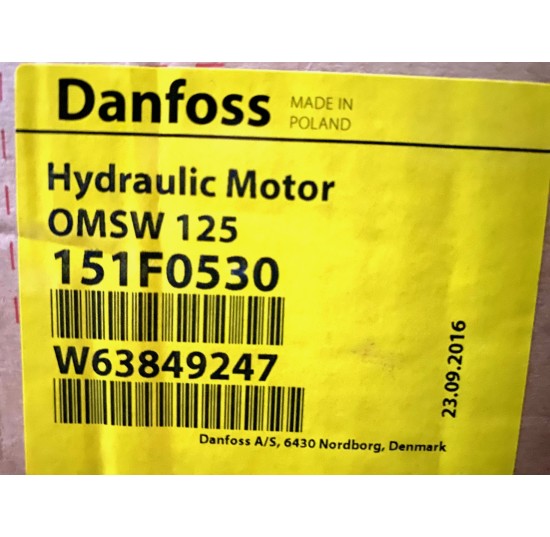 Danfoss
MADE IN
POLAND
Hydraulic Motor
OMSW 125
151F0530
W63849247
23.09.2016
Danfoss A/S, 6430 Nordborg, Denmark